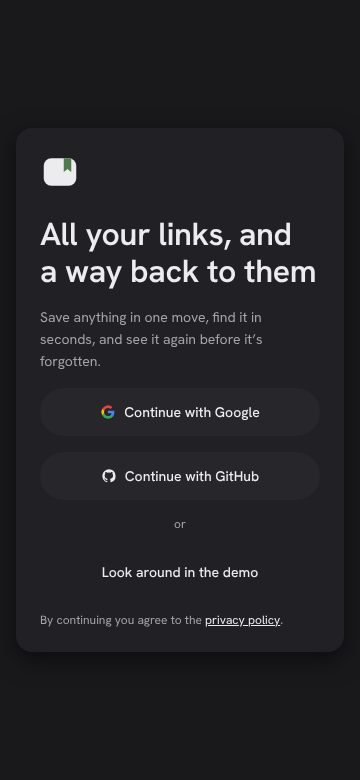 All your links, and
a way back to them
Save anything in one move, find it in
seconds, and see it again before it’s
forgotten.
Continue with Google
Continue with GitHub
or
Look around in the demo
By continuing you agree to the privacy policy.